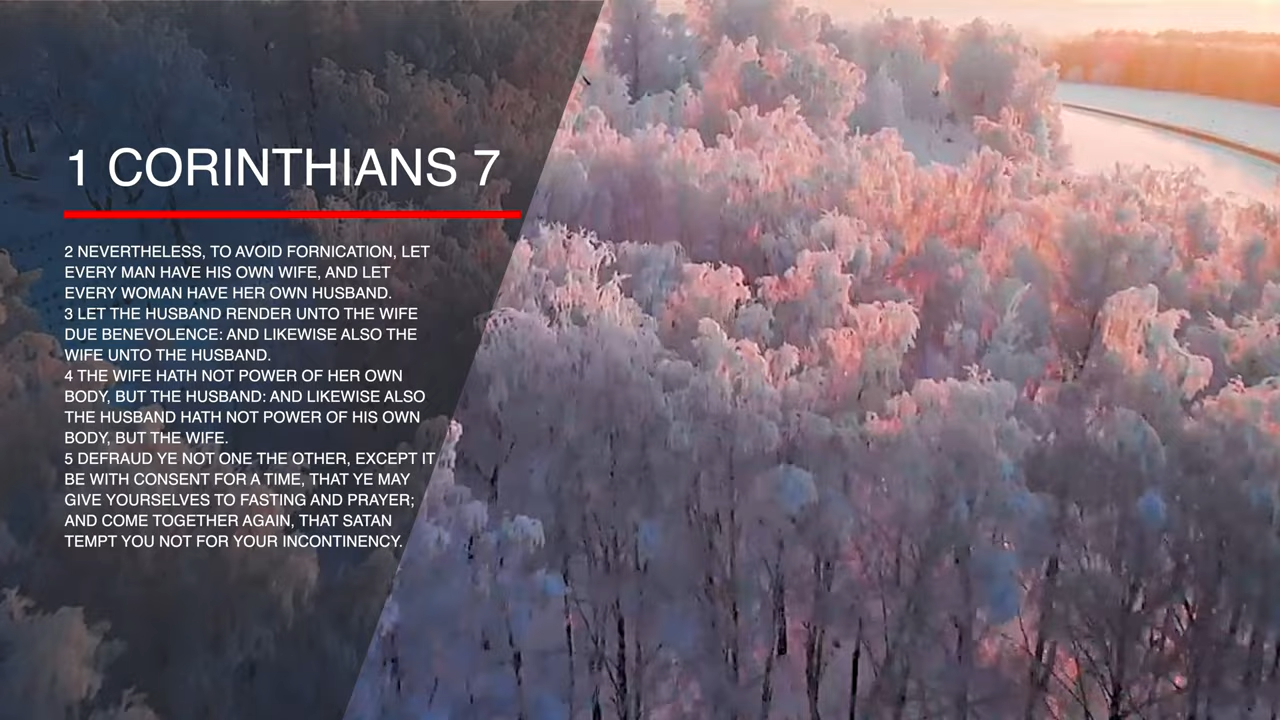 1 CORINTHIANS 7
2 NEVERTHELESS, TO AVOID FORNICATION, LET
EVERY MAN HAVE HIS OWN WIFE, AND LET
EVERY WOMAN HAVE HER OWN HUSBAND.
3 LET THE HUSBAND RENDER UNTO THE WIFE
DUE BENEVOLENCE: AND LIKEWISE ALSO THE
WIFE UNTO THE HUSBAND.
4 THE WIFE HATH NOT POWER OF HER OWN
BODY, BUT THE HUSBAND: AND LIKEWISE ALSO
THE HUSBAND HATH NOT POWER OF HIS OWN
BODY, BUT THE WIFE.
5 DEFRAUD YE NOT ONE THE OTHER, EXCEPT IT
BE WITH CONSENT FOR A TIME, THAT YE MAY
GIVE YOURSELVES TO FASTING AND PRAYER;
AND COME TOGETHER AGAIN, THAT SATAN
TEMPT YOU NOT FOR YOUR INCONTINENCY.